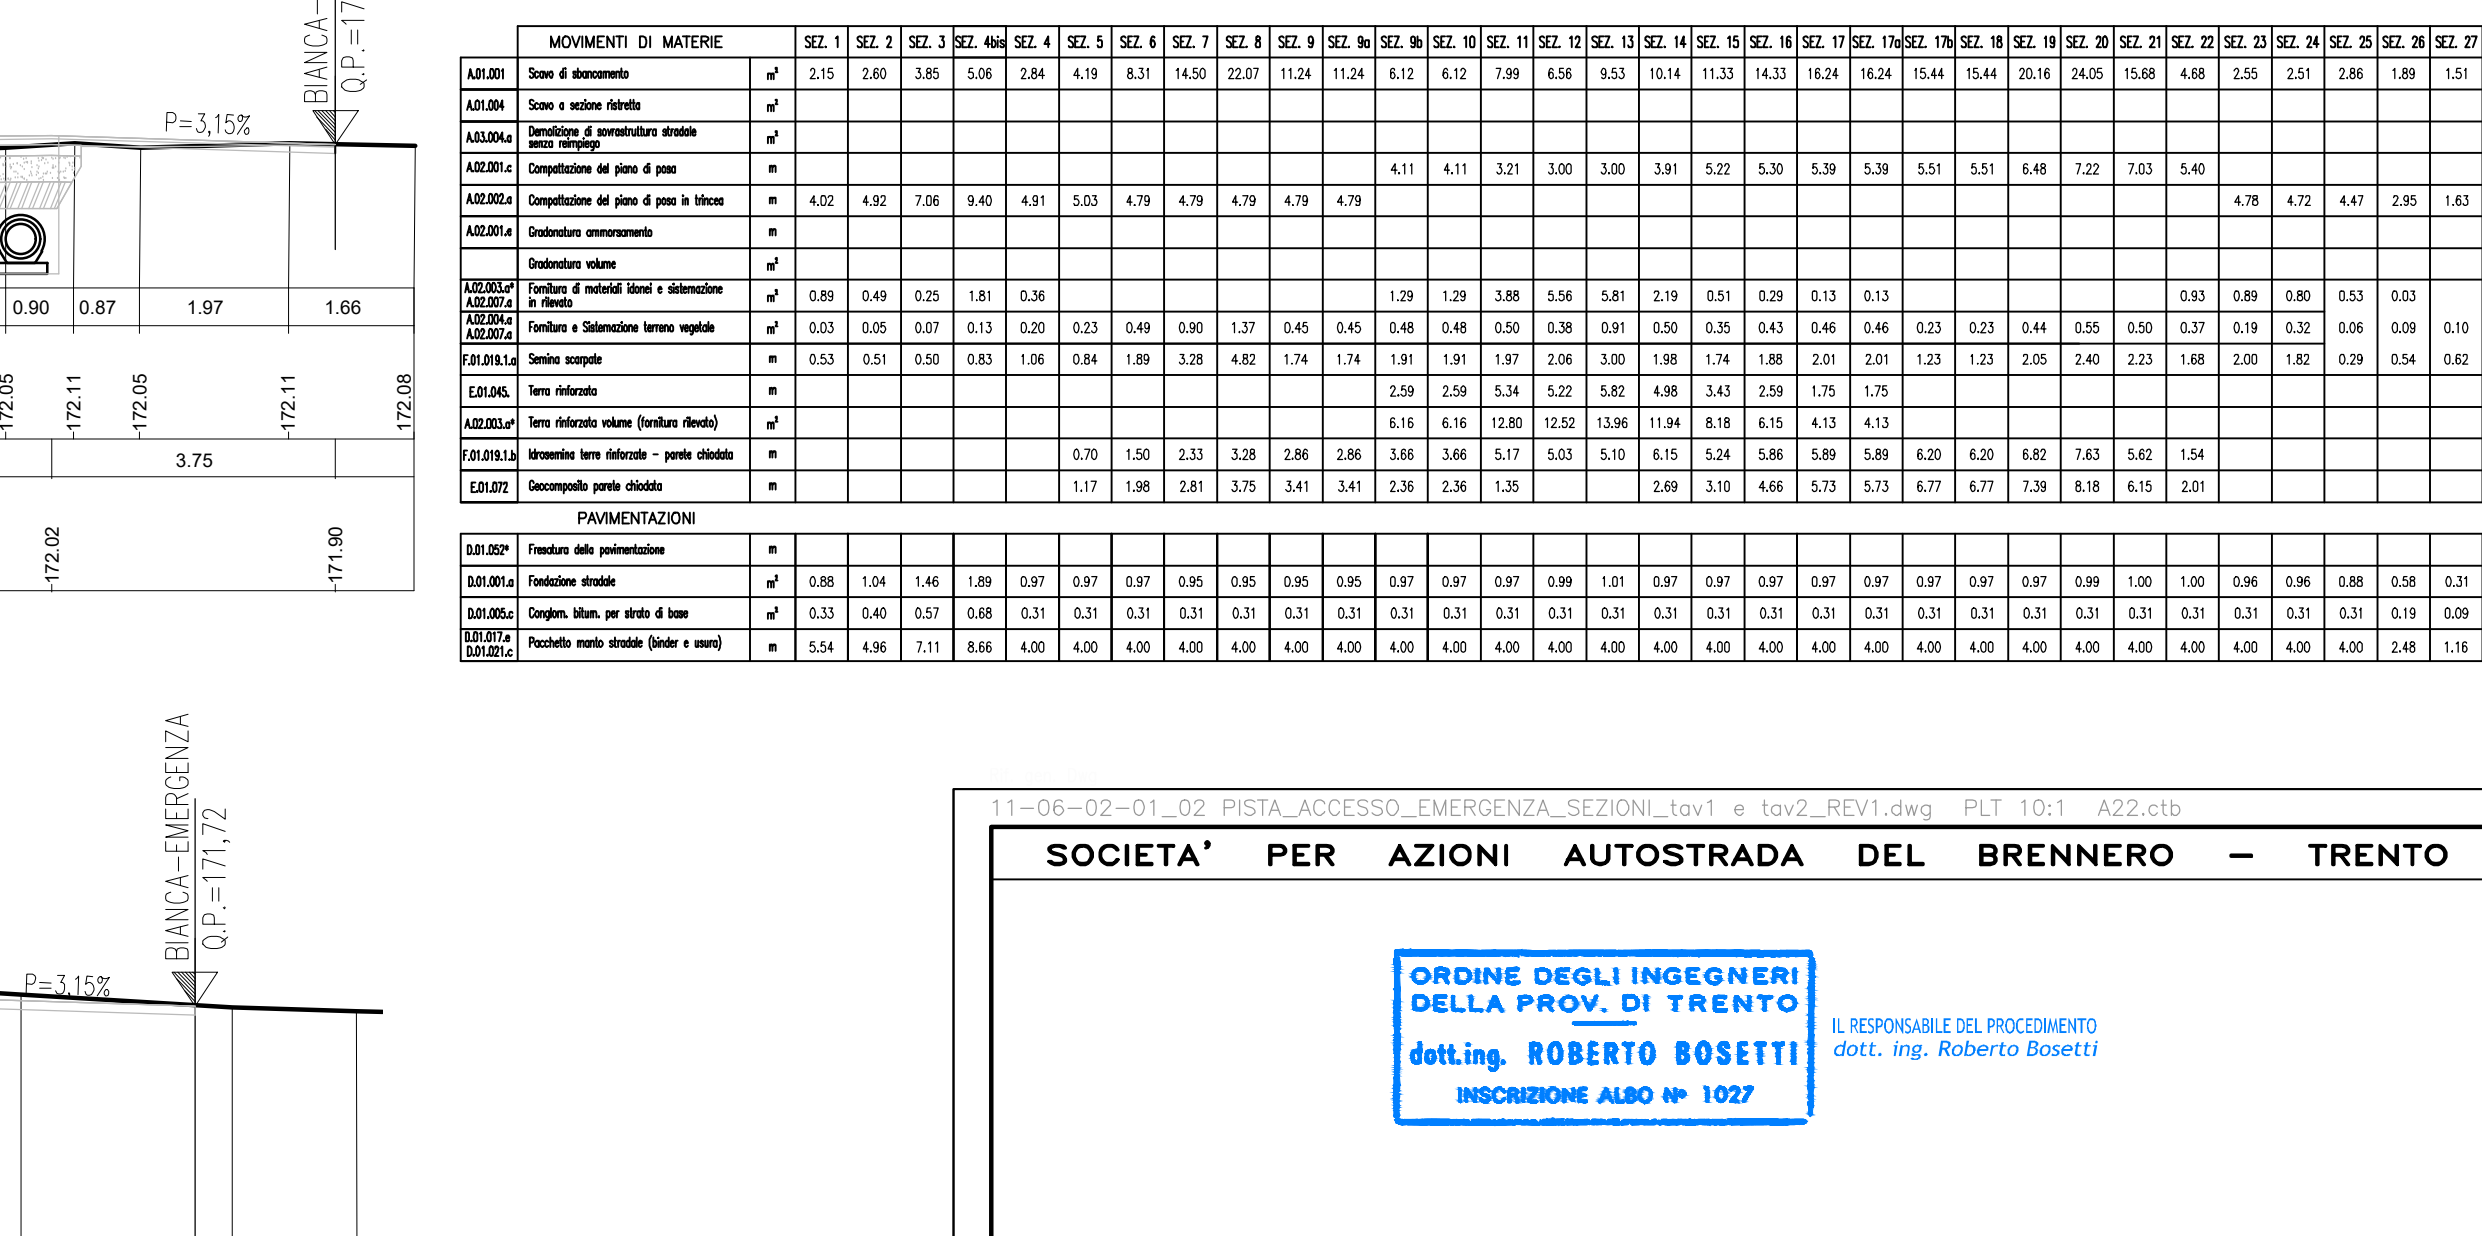 BIANCA-
Q.P.=17
P=3,15%
0.90 0.87 1.97 1.66
172.05 172.11 172.05 172.11 172.08
3.75
172.02 171.90
MOVIMENTI DI MATERIE SEZ. 1 SEZ. 2 SEZ. 3 SEZ. 4bis SEZ. 4 SEZ. 5 SEZ. 6 SEZ. 7 SEZ. 8 SEZ. 9 SEZ. 9a SEZ. 9b SEZ. 10 SEZ. 11 SEZ. 12 SEZ. 13 SEZ. 14 SEZ. 15 SEZ. 16 SEZ. 17 SEZ. 17a SEZ. 17b SEZ. 18 SEZ. 19 SEZ. 20 SEZ. 21 SEZ. 22 SEZ. 23 SEZ. 24 SEZ. 25 SEZ. 26 SEZ. 27
A.01.001 Scavo di sbancamento m² 2.15 2.60 3.85 5.06 2.84 4.19 8.31 14.50 22.07 11.24 11.24 6.12 6.12 7.99 6.56 9.53 10.14 11.33 14.33 16.24 16.24 15.44 15.44 20.16 24.05 15.68 4.68 2.55 2.51 2.86 1.89 1.51
A.01.004 Scavo a sezione ristretta m²
A.03.004.a Demolizione di sovrastruttura stradale senza reimpiego m²
A.02.001.c Compattazione del piano di posa m 4.11 4.11 3.21 3.00 3.00 3.91 5.22 5.30 5.39 5.39 5.51 5.51 6.48 7.22 7.03 5.40
A.02.002.a Compattazione del piano di posa in trincea m 4.02 4.92 7.06 9.40 4.91 5.03 4.79 4.79 4.79 4.79 4.79 4.78 4.72 4.47 2.95 1.63
A.02.001.e Gradonatura ammorsamento m
Gradonatura volume m²
A.02.003.a* A.02.007.a Fornitura di materiali idonei e sistemazione in rilevato m² 0.89 0.49 0.25 1.81 0.36 1.29 1.29 3.88 5.56 5.81 2.19 0.51 0.29 0.13 0.13 0.93 0.89 0.80 0.53 0.03
A.02.004.a A.02.007.a Fornitura e Sistemazione terreno vegetale m² 0.03 0.05 0.07 0.13 0.20 0.23 0.49 0.90 1.37 0.45 0.45 0.48 0.48 0.50 0.38 0.91 0.50 0.35 0.43 0.46 0.46 0.23 0.23 0.44 0.55 0.50 0.37 0.19 0.32 0.06 0.09 0.10
F.01.019.1.a Semina scarpate m 0.53 0.51 0.50 0.83 1.06 0.84 1.89 3.28 4.82 1.74 1.74 1.91 1.91 1.97 2.06 3.00 1.98 1.74 1.88 2.01 2.01 1.23 1.23 2.05 2.40 2.23 1.68 2.00 1.82 0.29 0.54 0.62
E.01.045. Terra rinforzata m 2.59 2.59 5.34 5.22 5.82 4.98 3.43 2.59 1.75 1.75
A.02.003.a* Terra rinforzata volume (fornitura rilevato) m² 6.16 6.16 12.80 12.52 13.96 11.94 8.18 6.15 4.13 4.13
F.01.019.1.b Idrosemina terre rinforzate - parete chiodata m 0.70 1.50 2.33 3.28 2.86 2.86 3.66 3.66 5.17 5.03 5.10 6.15 5.24 5.86 5.89 5.89 6.20 6.20 6.82 7.63 5.62 1.54
E.01.072 Geocomposito parete chiodata m 1.17 1.98 2.81 3.75 3.41 3.41 2.36 2.36 1.35 2.69 3.10 4.66 5.73 5.73 6.77 6.77 7.39 8.18 6.15 2.01
PAVIMENTAZIONI
D.01.052* Fresatura della pavimentazione m
D.01.001.a Fondazione stradale m² 0.88 1.04 1.46 1.89 0.97 0.97 0.97 0.95 0.95 0.95 0.95 0.97 0.97 0.97 0.99 1.01 0.97 0.97 0.97 0.97 0.97 0.97 0.97 0.97 0.99 1.00 1.00 0.96 0.96 0.88 0.58 0.31
D.01.005.c Conglom. bitum. per strato di base m² 0.33 0.40 0.57 0.68 0.31 0.31 0.31 0.31 0.31 0.31 0.31 0.31 0.31 0.31 0.31 0.31 0.31 0.31 0.31 0.31 0.31 0.31 0.31 0.31 0.31 0.31 0.31 0.31 0.31 0.31 0.19 0.09
D.01.017.e D.01.021.c Pacchetto manto stradale (binder e usura) m 5.54 4.96 7.11 8.66 4.00 4.00 4.00 4.00 4.00 4.00 4.00 4.00 4.00 4.00 4.00 4.00 4.00 4.00 4.00 4.00 4.00 4.00 4.00 4.00 4.00 4.00 4.00 4.00 4.00 4.00 2.48 1.16
BIANCA-EMERGENZA
Q.P.=171,72
P=3,15%
11-06-02-01_02 PISTA_ACCESSO_EMERGENZA_SEZIONI_tav1 e tav2_REV1.dwg PLT 10:1 A22.ctb
SOCIETA' PER AZIONI AUTOSTRADA DEL BRENNERO - TRENTO
ORDINE DEGLI INGEGNERI
DELLA PROV. DI TRENTO
dott.ing. ROBERTO BOSETTI
INSCRIZIONE ALBO Nº 1027
IL RESPONSABILE DEL PROCEDIMENTO
dott. ing. Roberto Bosetti